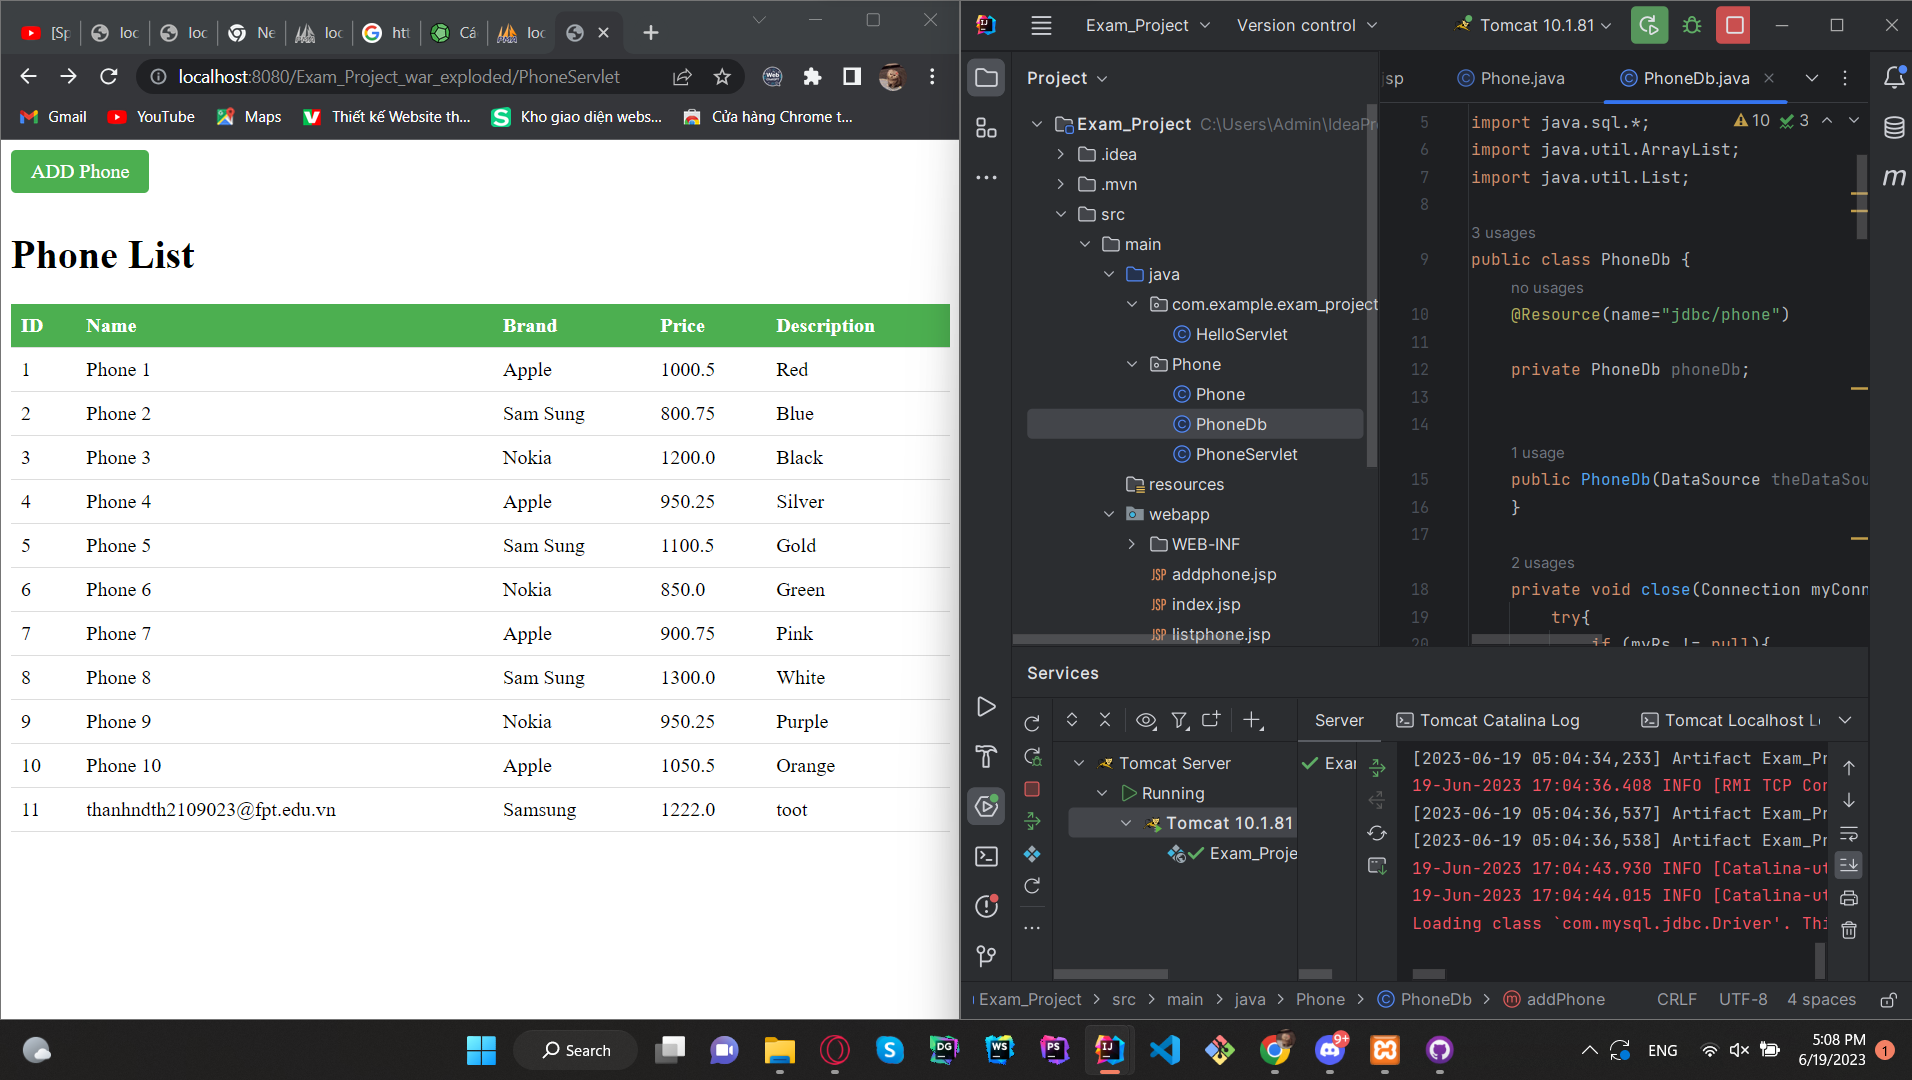 [Sp
loc
loc
Ne
loc
htt
Cá
loc
localhost:8080/Exam_Project_war_exploded/PhoneServlet
Gmail
YouTube
Maps
Thiết kế Website th...
Kho giao diện webs...
Cửa hàng Chrome t...
ADD Phone
Phone List
ID Name Brand Price Description
1 Phone 1 Apple 1000.5 Red
2 Phone 2 Sam Sung 800.75 Blue
3 Phone 3 Nokia 1200.0 Black
4 Phone 4 Apple 950.25 Silver
5 Phone 5 Sam Sung 1100.5 Gold
6 Phone 6 Nokia 850.0 Green
7 Phone 7 Apple 900.75 Pink
8 Phone 8 Sam Sung 1300.0 White
9 Phone 9 Nokia 950.25 Purple
10 Phone 10 Apple 1050.5 Orange
11 thanhndth2109023@fpt.edu.vn Samsung 1222.0 toot
Exam_Project
Version control
Tomcat 10.1.81
Project
Exam_Project C:\Users\Admin\IdeaPr
.idea
.mvn
src
main
java
com.example.exam_project
HelloServlet
Phone
Phone
PhoneDb
PhoneServlet
resources
webapp
WEB-INF
addphone.jsp
index.jsp
listphone.jsp
jsp
Phone.java
PhoneDb.java
10 3
5 import java.sql.*;
6 import java.util.ArrayList;
7 import java.util.List;
8
3 usages
9 public class PhoneDb {
no usages
10 @Resource(name="jdbc/phone")
11
12 private PhoneDb phoneDb;
13
14
1 usage
15 public PhoneDb(DataSource theDataSou
16 }
17
2 usages
18 private void close(Connection myConn
19 try{
20 if (myRs != null){
Services
Tomcat Server
Running
Tomcat 10.1.81
Exam_Proje
Server
Tomcat Catalina Log
Tomcat Localhost L
Exar
[2023-06-19 05:04:34,233] Artifact Exam_Pr
19-Jun-2023 17:04:36.408 INFO [RMI TCP Cor
[2023-06-19 05:04:36,537] Artifact Exam_Pr
[2023-06-19 05:04:36,538] Artifact Exam_Pr
19-Jun-2023 17:04:43.930 INFO [Catalina-ut
19-Jun-2023 17:04:44.015 INFO [Catalina-ut
Loading class `com.mysql.jdbc.Driver'. Thi
Exam_Project > src > main > java > Phone > PhoneDb > addPhone
CRLF UTF-8 4 spaces
Search
DG
WS
PS
IJ
9+
ENG
5:08 PM
6/19/2023
1